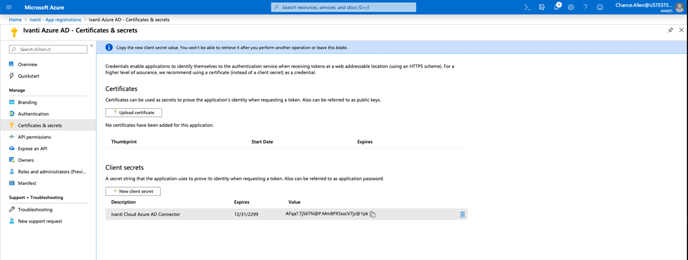 Microsoft Azure
Search resources, services, and docs (G+/)
Chance.Allen@USTESTE...
IVANTI
Home > Ivanti - App registrations > Ivanti Azure AD - Certificates & secrets
Ivanti Azure AD - Certificates & secrets
Search (Cmd+/)
Overview
Quickstart
Manage
Branding
Authentication
Certificates & secrets
API permissions
Expose an API
Owners
Roles and administrators (Previ...
Manifest
Support + Troubleshooting
Troubleshooting
New support request
Copy the new client secret value. You won't be able to retrieve it after you perform another operation or leave this blade.
Credentials enable applications to identify themselves to the authentication service when receiving tokens at a web addressable location (using an HTTPS scheme). For a
higher level of assurance, we recommend using a certificate (instead of a client secret) as a credential.
Certificates
Certificates can be used as secrets to prove the application's identity when requesting a token. Also can be referred to as public keys.
Upload certificate
No certificates have been added for this application.
Thumbprint Start Date Expires
Client secrets
A secret string that the application uses to prove its identity when requesting a token. Also can be referred to as application password.
New client secret
Description Expires Value
Ivanti Cloud Azure AD Connector 12/31/2299